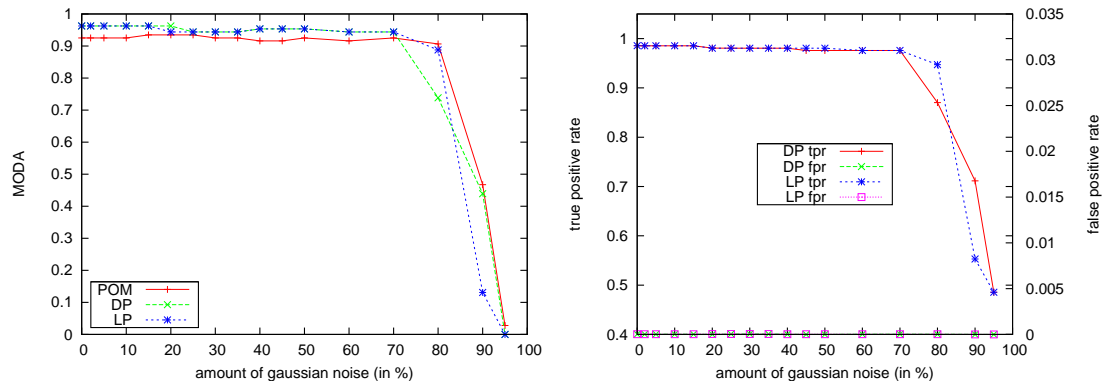 1
0.9
0.8
0.7
0.6
0.5
0.4
0.3
0.2
0.1
0
MODA
POM
DP
LP
0 10 20 30 40 50 60 70 80 90 100
amount of gaussian noise (in %)
1
0.9
0.8
0.7
0.6
0.5
0.4
true positive rate
DP tpr
DP fpr
LP tpr
LP fpr
0.035
0.03
0.025
0.02
0.015
0.01
0.005
0
false positive rate
0 10 20 30 40 50 60 70 80 90 100
amount of gaussian noise (in %)